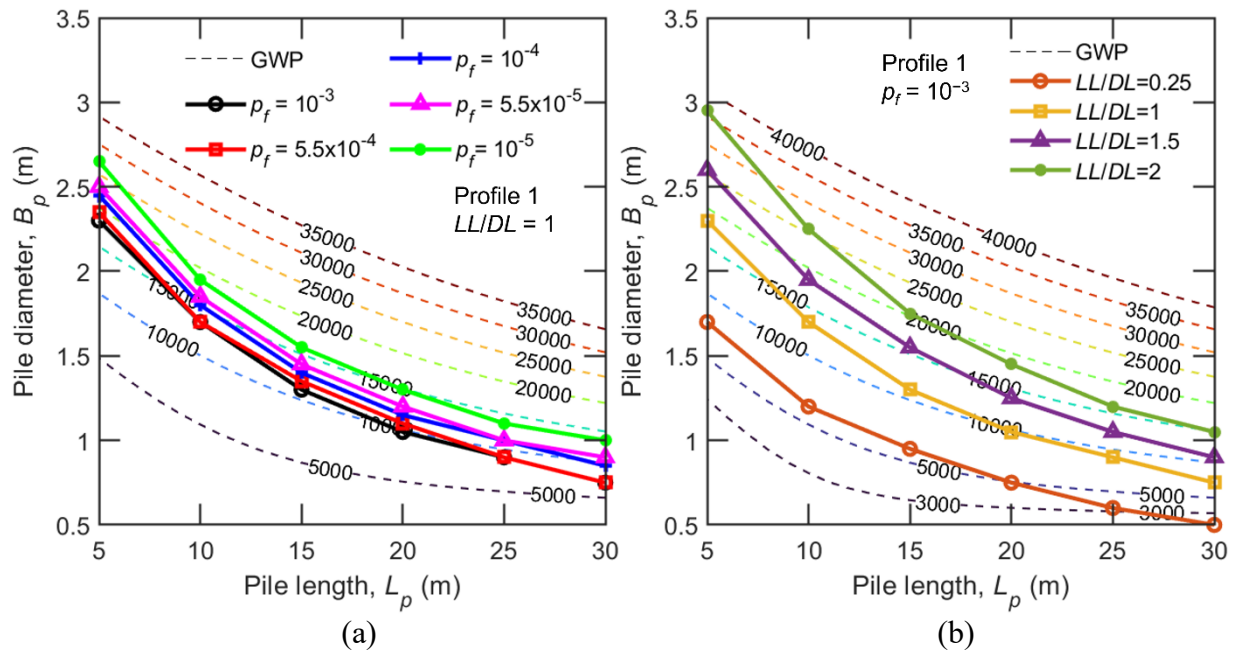 3.5
3
2.5
2
1.5
1
0.5
5
10
15
20
25
30
Pile diameter, B_p (m)
Pile length, L_p (m)
GWP
p_f = 10^-3
p_f = 5.5x10^-4
p_f = 10^-4
p_f = 5.5x10^-5
p_f = 10^-5
Profile 1
LL/DL = 1
35000
30000
25000
20000
15000
10000
15000
10000
5000
35000
30000
25000
20000
5000
(a)
3.5
3
2.5
2
1.5
1
0.5
5
10
15
20
25
30
Pile diameter, B_p (m)
Pile length, L_p (m)
Profile 1
p_f = 10^-3
GWP
LL/DL=0.25
LL/DL=1
LL/DL=1.5
LL/DL=2
40000
40000
35000
30000
25000
20000
15000
10000
15000
10000
5000
3000
35000
30000
25000
20000
5000
3000
(b)